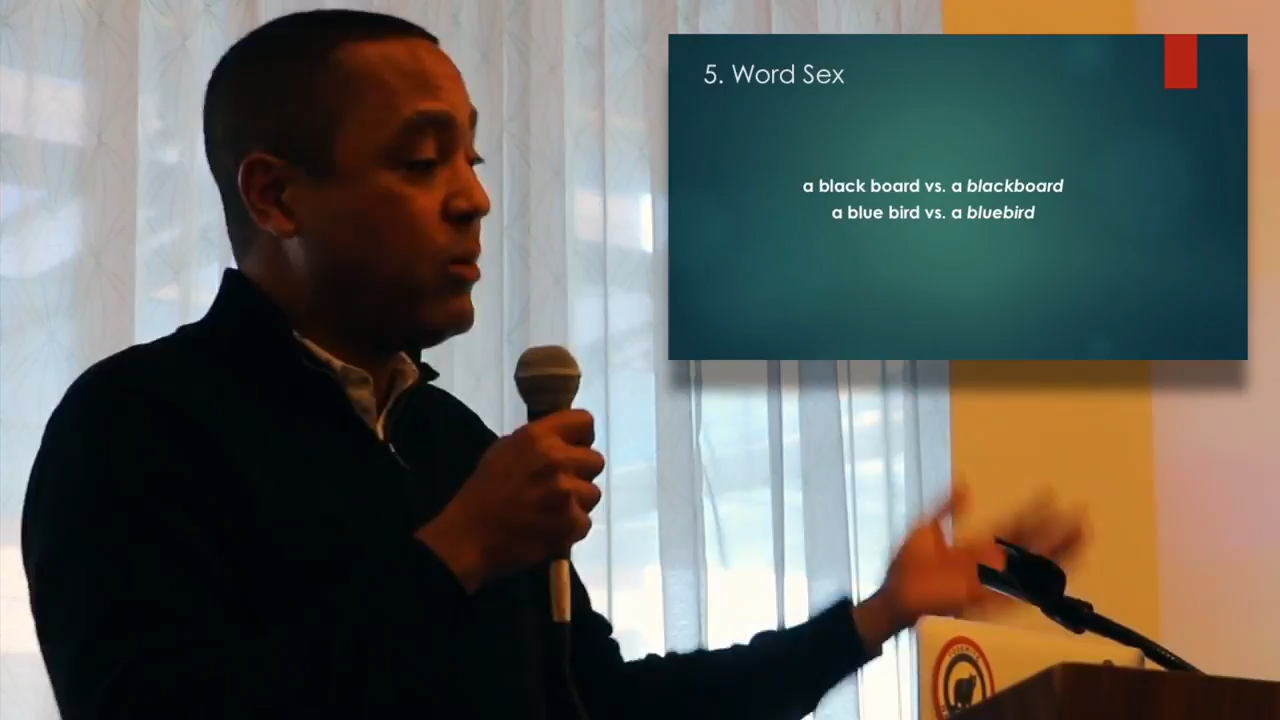 5. Word Sex
a black board vs. a blackboard
a blue bird vs. a bluebird